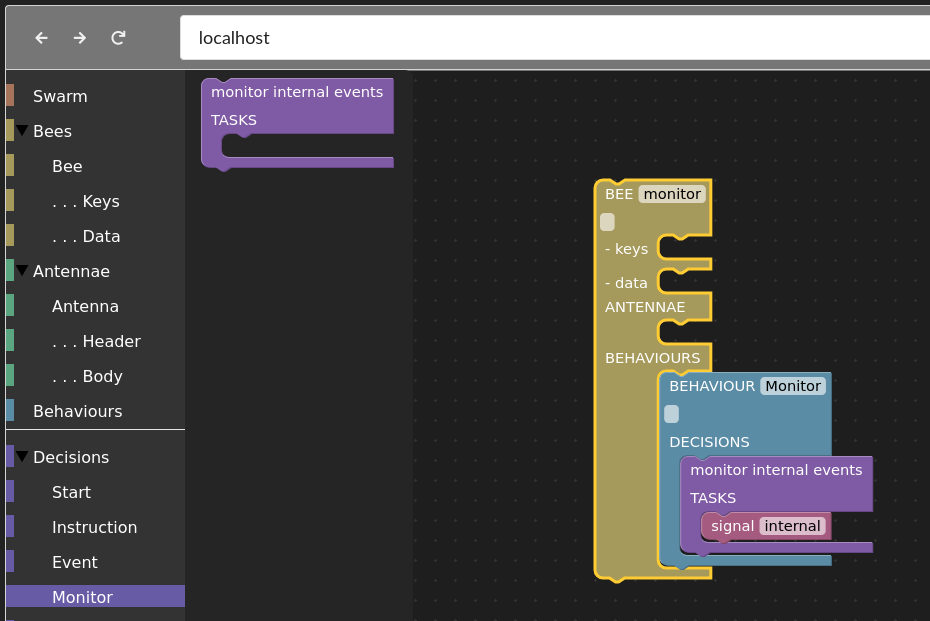 localhost
Swarm
Bees
Bee
. . . Keys
. . . Data
Antennae
Antenna
. . . Header
. . . Body
Behaviours
Decisions
Start
Instruction
Event
Monitor
monitor internal events
TASKS
BEE monitor
- keys
- data
ANTENNAE
BEHAVIOURS
BEHAVIOUR Monitor
DECISIONS
monitor internal events
TASKS
signal internal